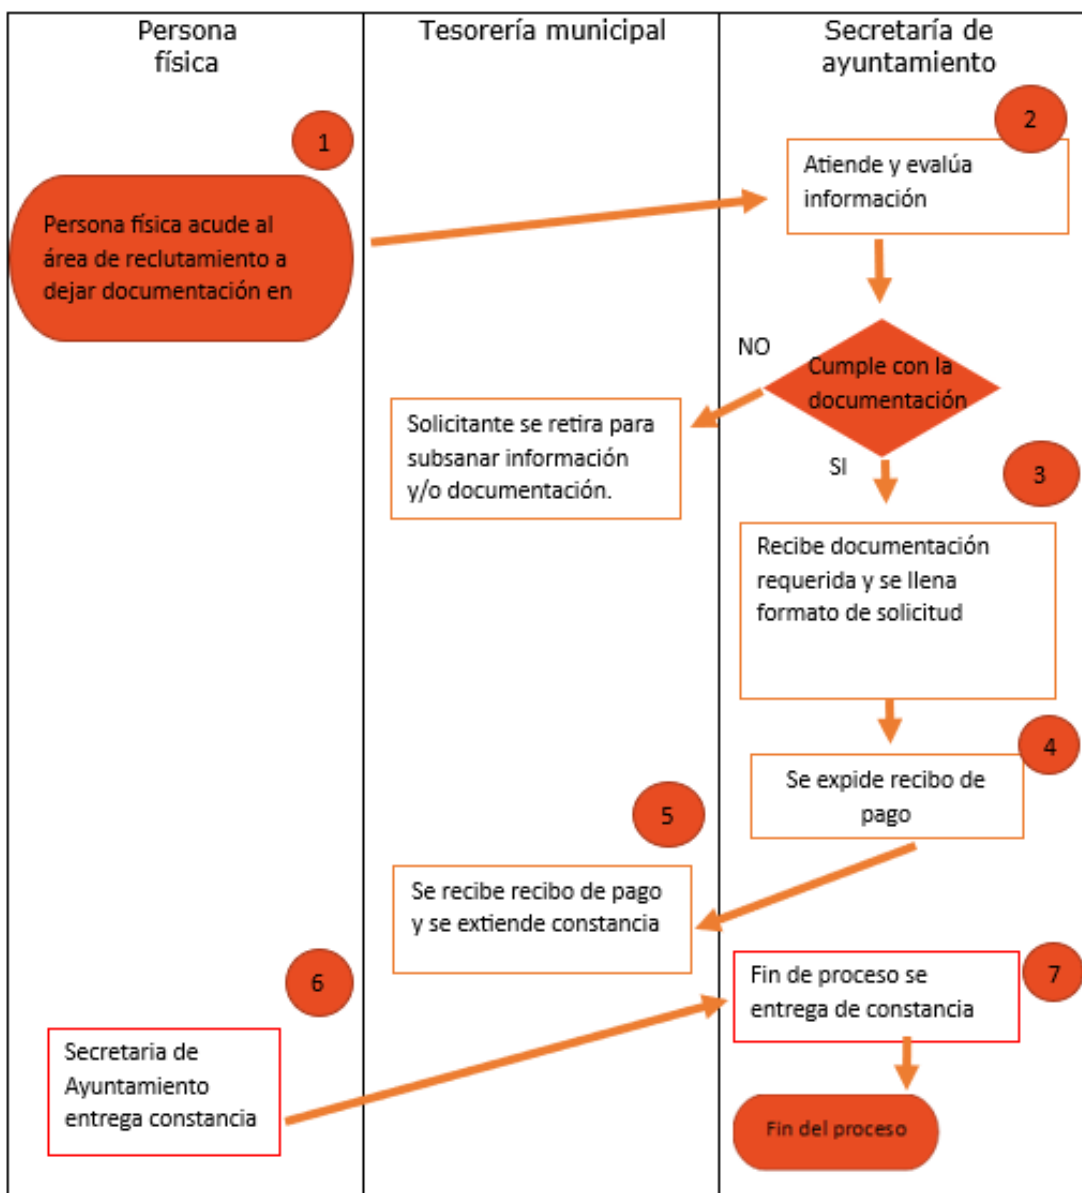 Persona
física
Tesorería municipal
Secretaría de
ayuntamiento
1
Persona física acude al
área de reclutamiento a
dejar documentación en
2
Atiende y evalúa
información
NO
Cumple con la
documentación
Solicitante se retira para
subsanar información
y/o documentación.
SI
3
Recibe documentación
requerida y se llena
formato de solicitud
4
Se expide recibo de
pago
5
Se recibe recibo de pago
y se extiende constancia
6
Secretaria de
Ayuntamiento
entrega constancia
7
Fin de proceso se
entrega de constancia
Fin del proceso